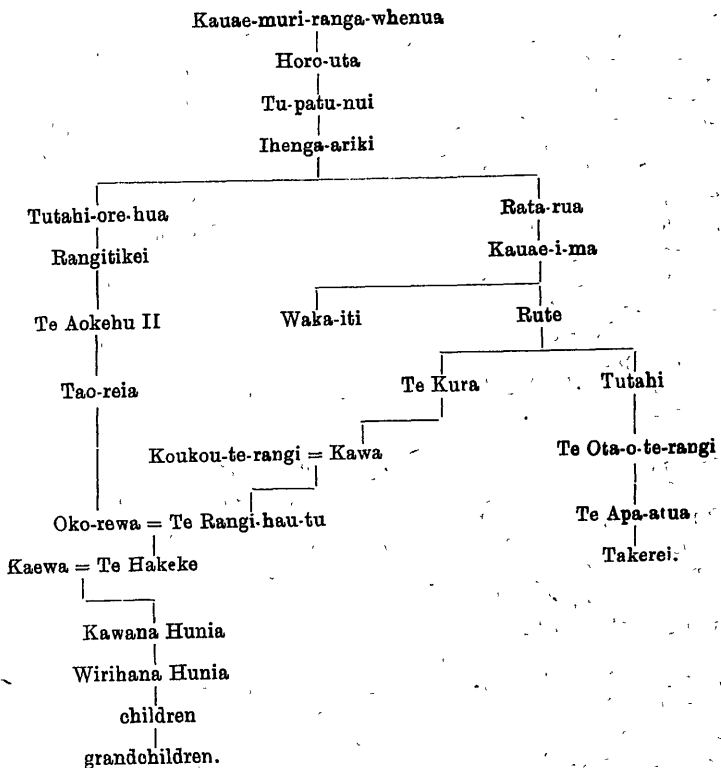 Kauae-muri-ranga-whenua
Horo-uta
Tu-patu-nui
Ihenga-ariki
Tutahi-ore-hua Rata-rua
Rangitikei Kauae-i-ma
Te Aokehu II Waka-iti Rute
Tao-reia Te Kura Tutahi
Koukou-te-rangi = Kawa Te Ota-o-te-rangi
Oko-rewa = Te Rangi-hau-tu Te Apa-atua
Kaewa = Te Hakeke Takerei.
Kawana Hunia
Wirihana Hunia
children
grandchildren.